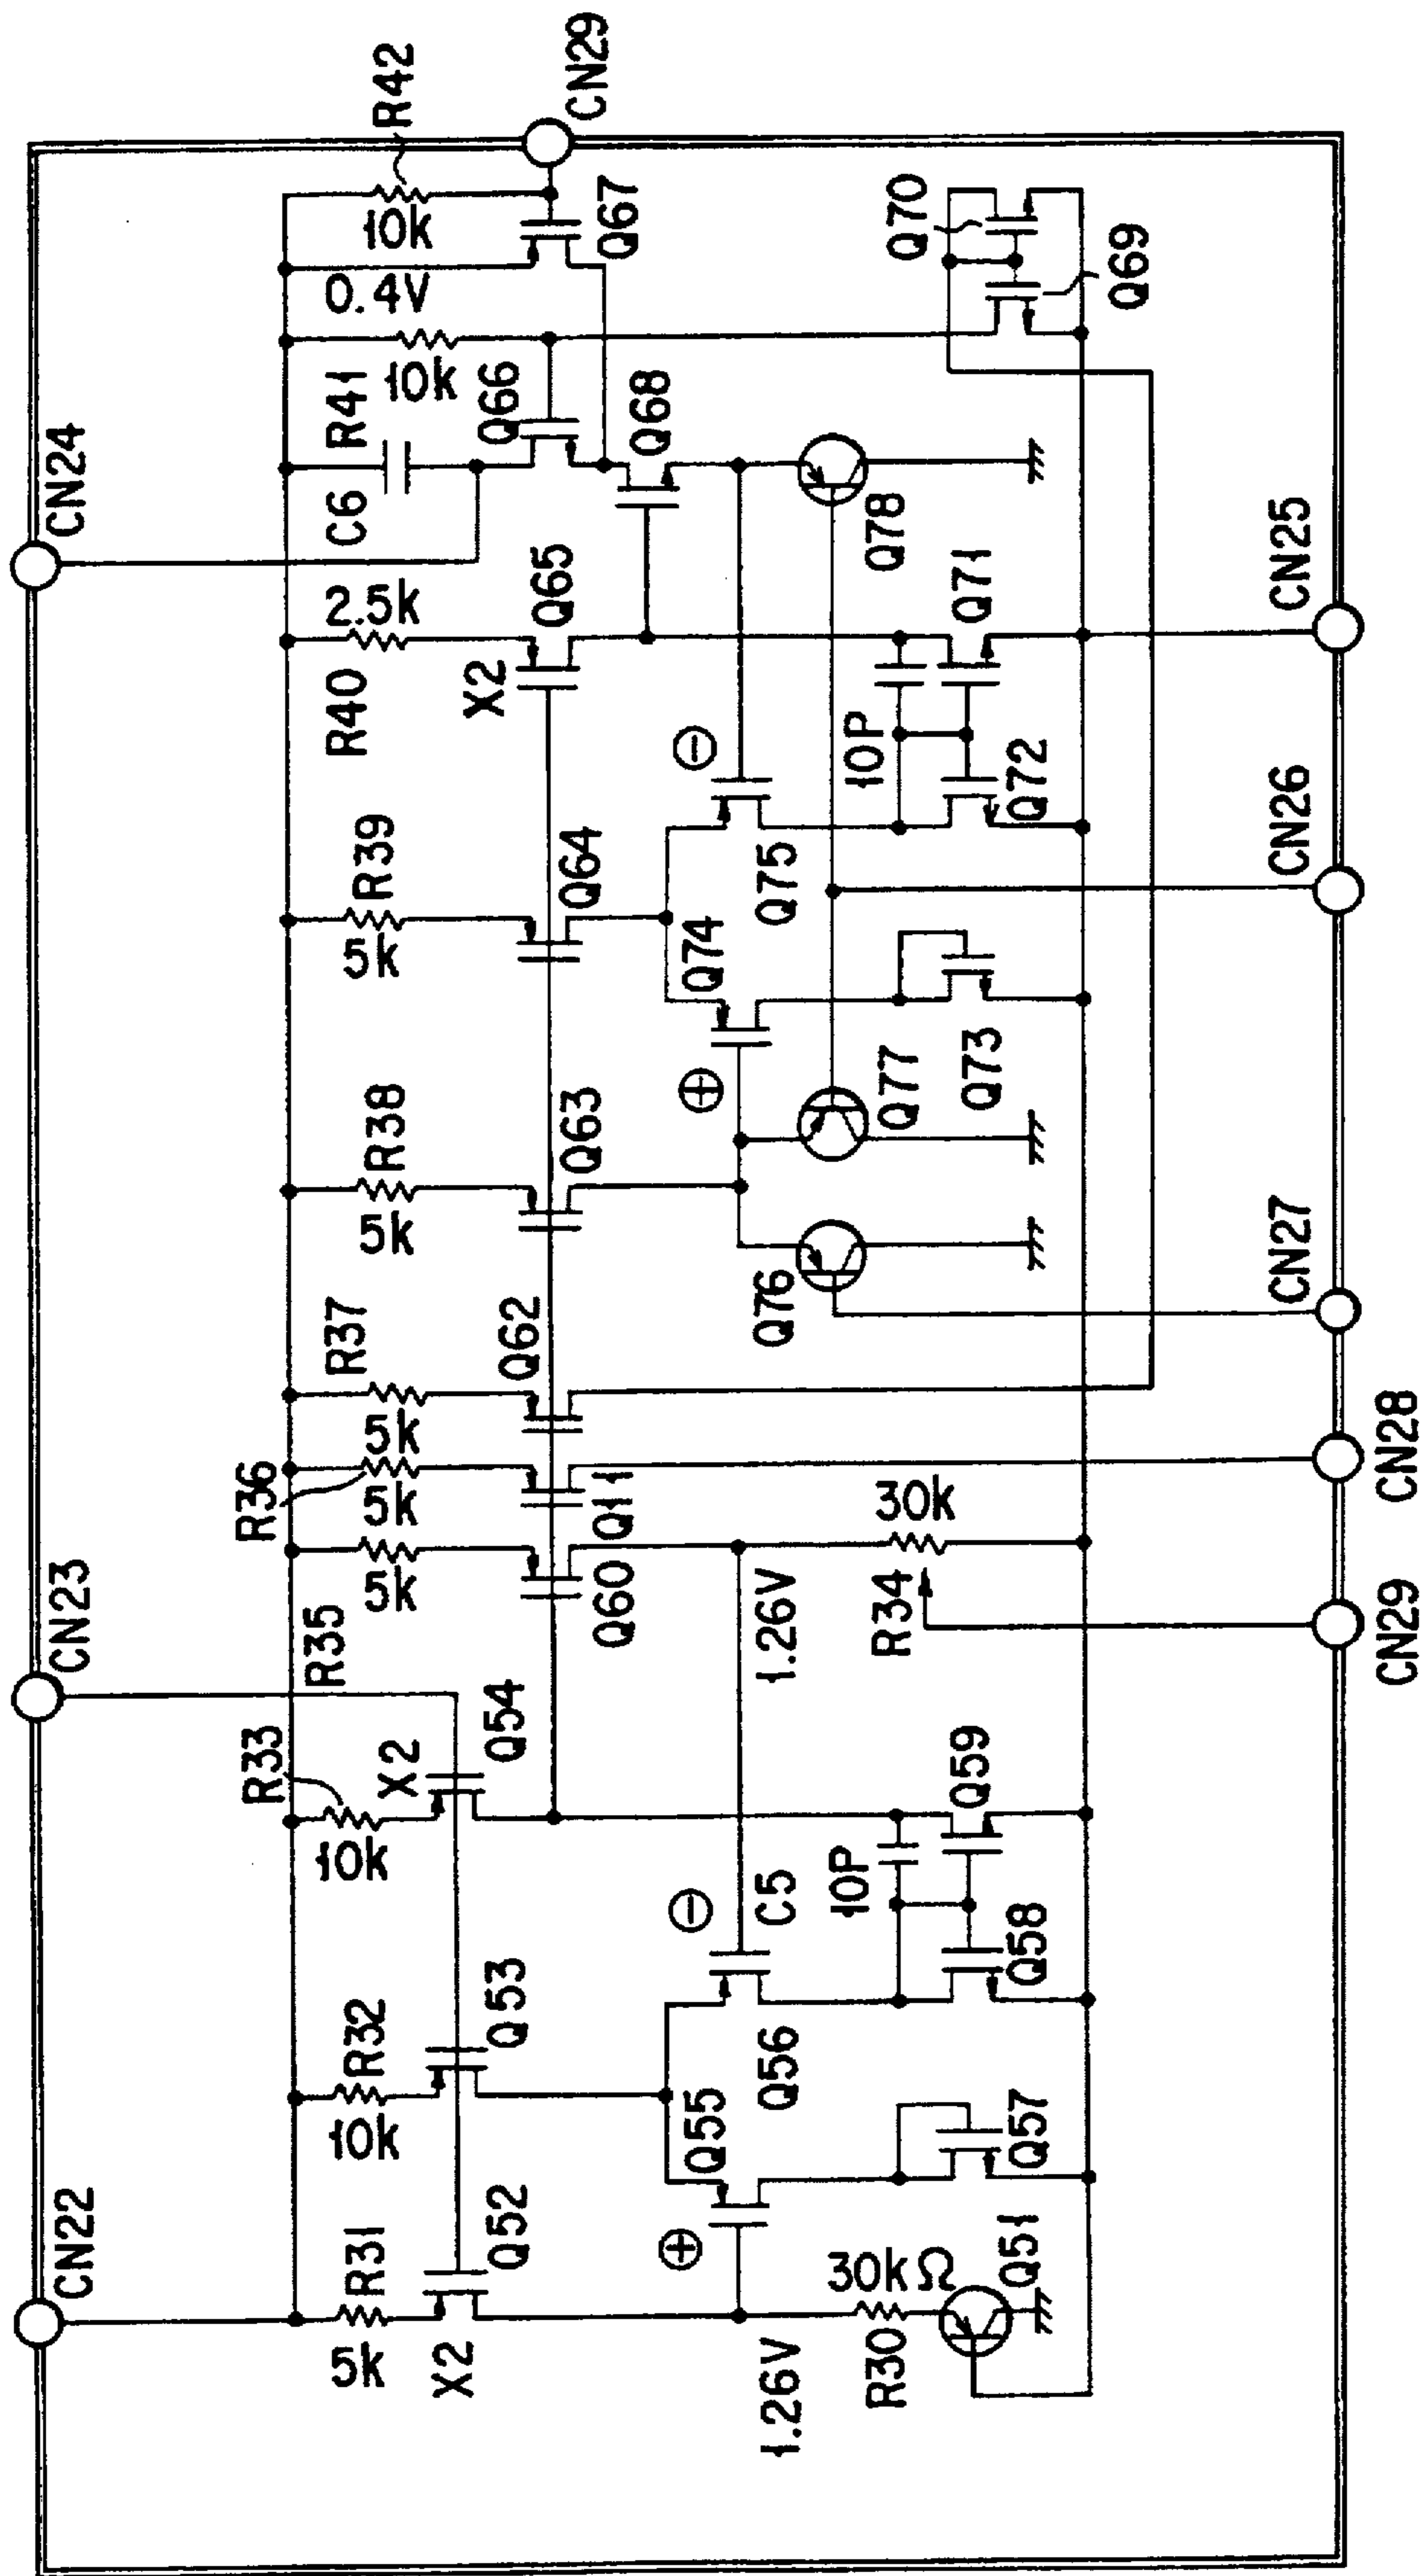 CN22
CN23
CN24
R31
5k
X2
Q52
R32
10k
Q53
R33
10k
X2
Q54
R35
5k
Q60
R36
5k
Q11
R37
5k
Q62
R38
5k
Q63
R39
5k
Q64
R40
2.5k
X2
Q65
C6
R41
10k
0.4V
Q66
R42
10k
Q67
CN29
Q68
1.26V
⊕
Q55
Q56
⊖
C5
1.26V
30kΩ
R30
Q51
Q57
10P
Q58
Q59
30k
R34
Q76
⊕
Q77
Q74
Q75
⊖
Q73
10P
Q72
Q71
Q78
Q70
Q69
CN29
CN28
CN27
CN26
CN25